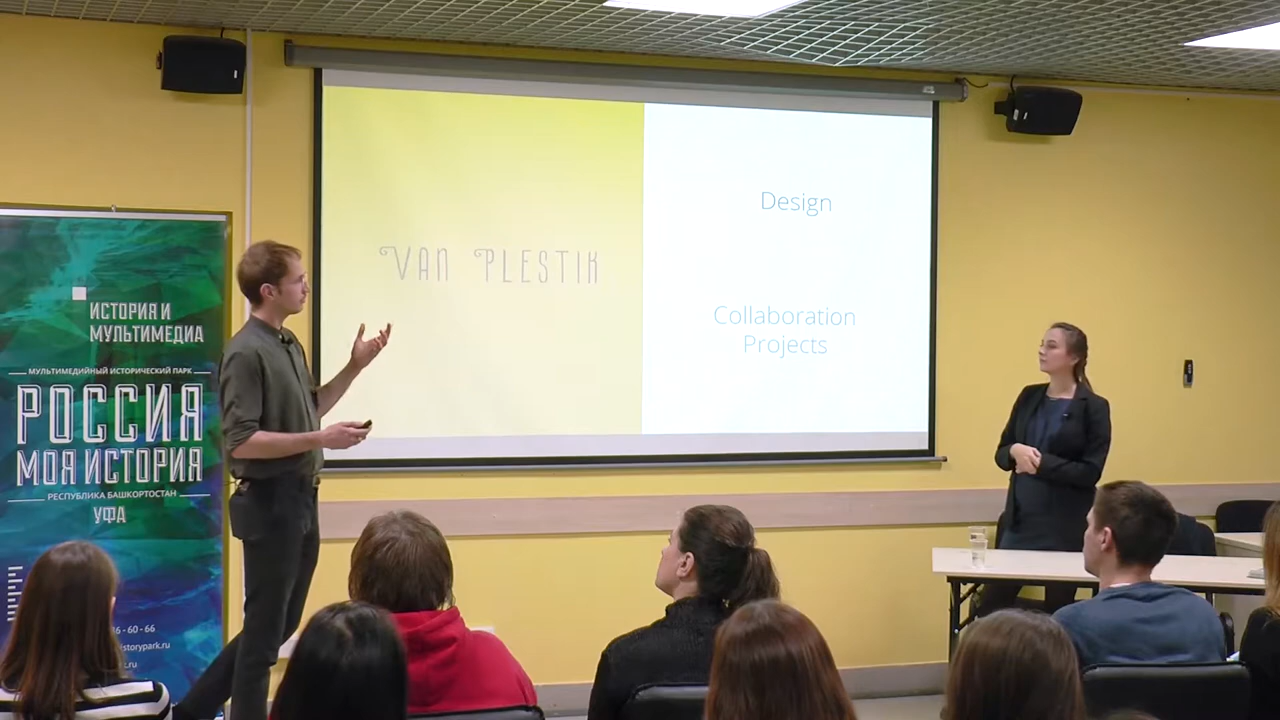 ИСТОРИЯ И
МУЛЬТИМЕДИА
МУЛЬТИМЕДИЙНЫЙ ИСТОРИЧЕСКИЙ ПАРК
РОССИЯ
МОЯ ИСТОРИЯ
РЕСПУБЛИКА БАШКОРТОСТАН
УФА
VAN PLESTIK
Design
Collaboration
Projects